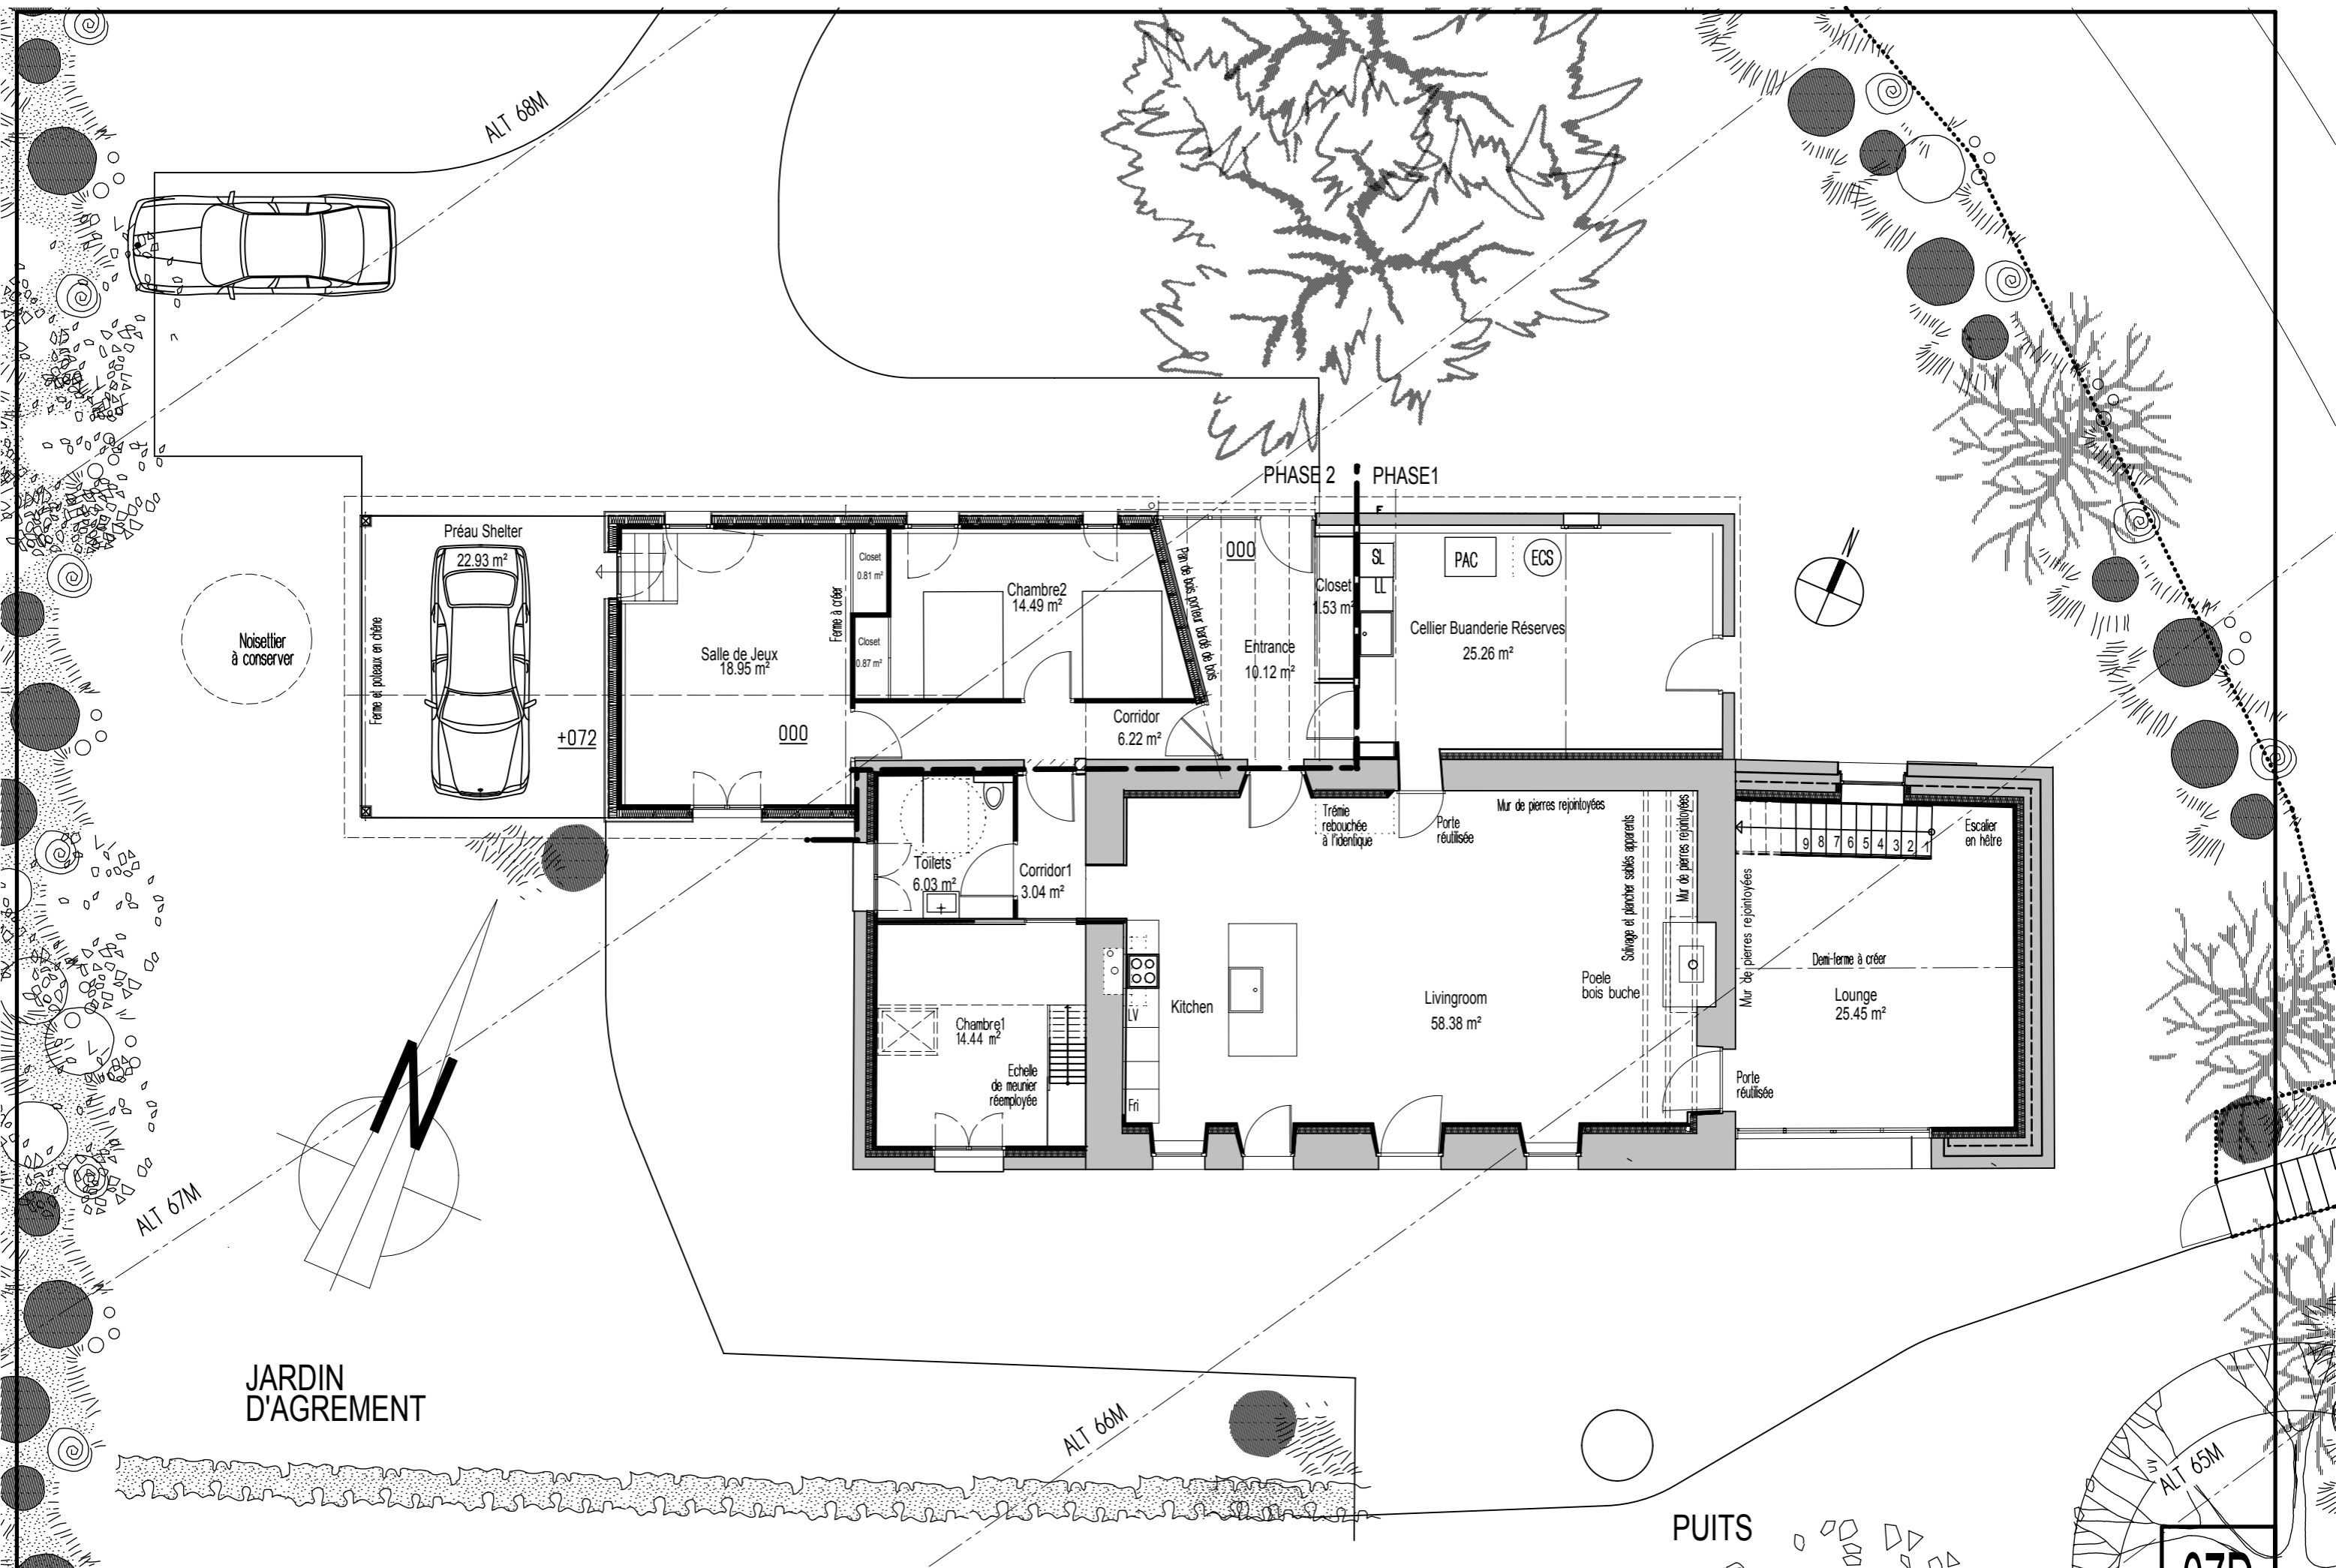 ALT 68M
PHASE 2
PHASE1
Préau Shelter
22.93 m²
Noisettier
à conserver
Ferme et poteaux en chêne
+072
Salle de Jeux
18.95 m²
000
Ferme à créer
Closet
0.81 m²
Closet
0.87 m²
Chambre2
14.49 m²
Pan de bois porteur bardé de bois
000
Entrance
10.12 m²
Closet
1.53 m²
Corridor
6.22 m²
SL
LL
PAC
ECS
Cellier Buanderie Réserves
25.26 m²
N
Toilets
6.03 m²
Corridor1
3.04 m²
Trémie
rebouchée
à l'identique
Porte
réutilisée
Mur de pierres rejointoyées
Solivage et plancher sablés apparents
Mur de pierres rejointoyées
Mur de pierres rejointoyées
9 8 7 6 5 4 3 2 1
Escalier
en hêtre
Demi-ferme à créer
Lounge
25.45 m²
Poele
bois buche
Livingroom
58.38 m²
Kitchen
LV
Fri
Chambre1
14.44 m²
Echelle
de meunier
réemployée
Porte
réutilisée
N
ALT 67M
JARDIN
D'AGREMENT
ALT 66M
ALT 65M
PUITS